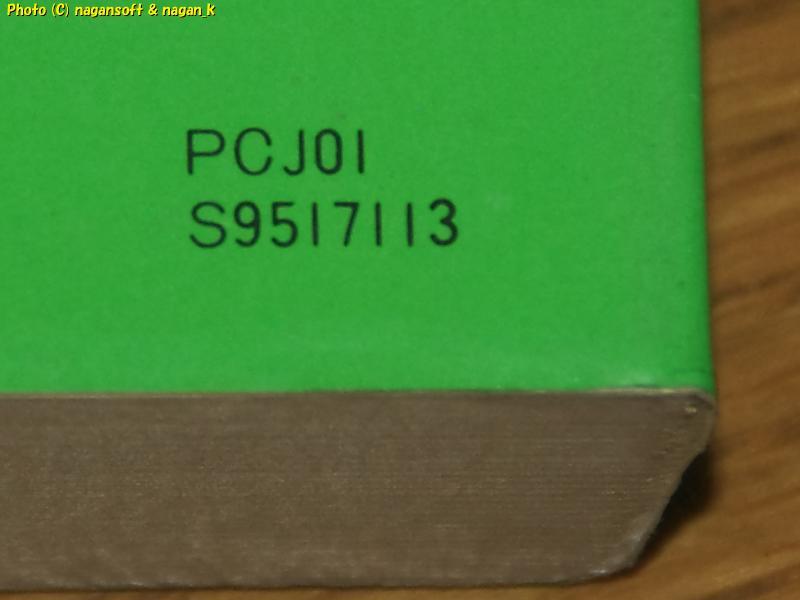 Photo (C) nagansoft & nagan_K
PCJ01
S9517113